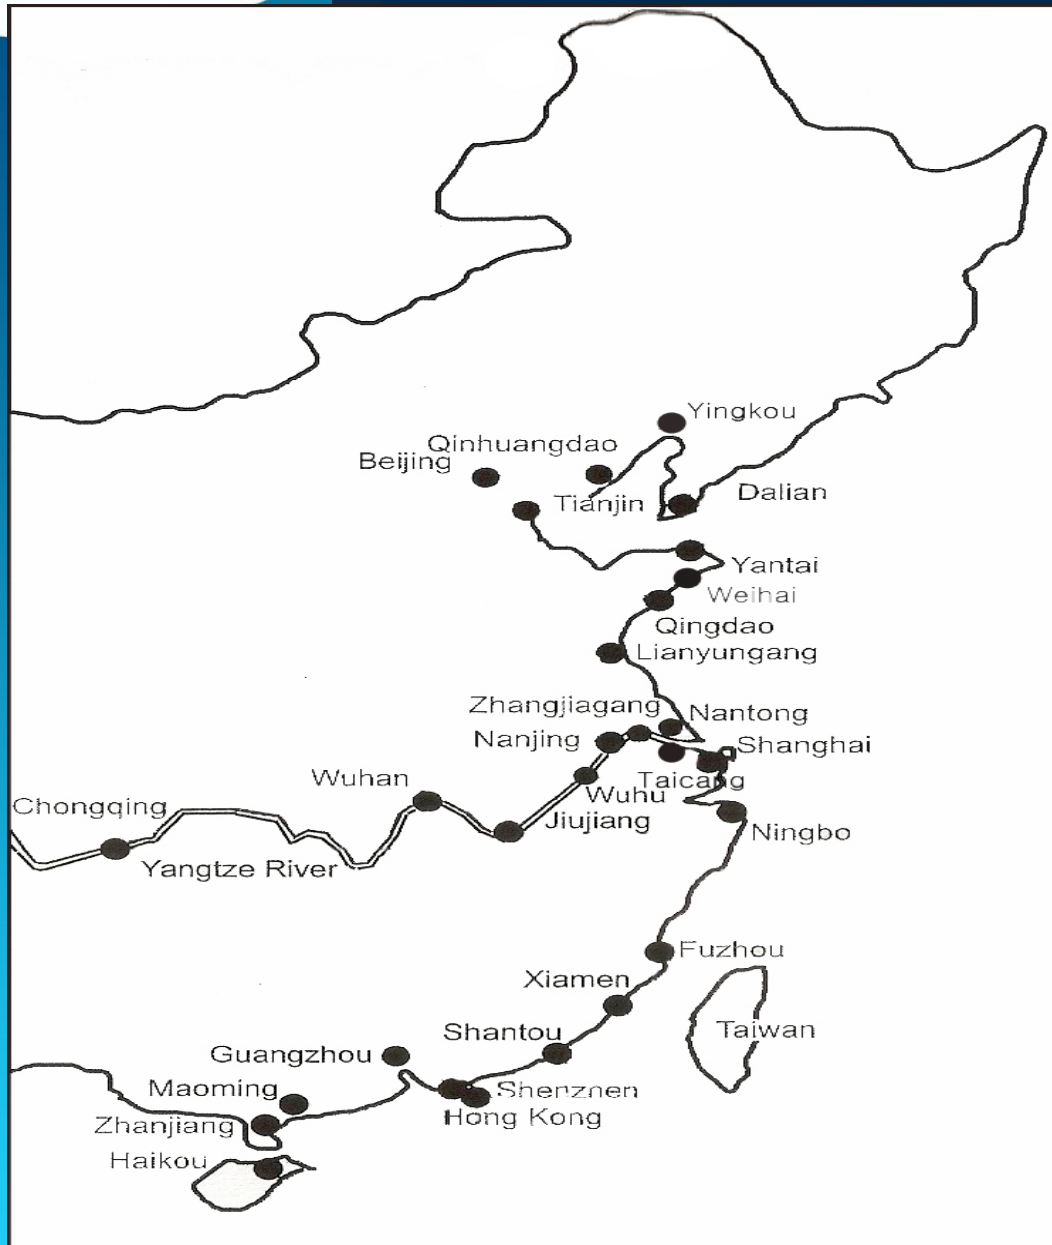 Yingkou
Qinhuangdao
Beijing
Dalian
Tianjin
Yantai
Weihai
Qingdao
Lianyungang
Zhangjiagang
Nantong
Nanjing
Shanghai
Wuhan
Taicang
Wuhu
Chongqing
Jiujiang
Ningbo
Yangtze River
Fuzhou
Xiamen
Taiwan
Shantou
Guangzhou
Maoming
Shenznen
Hong Kong
Zhanjiang
Haikou